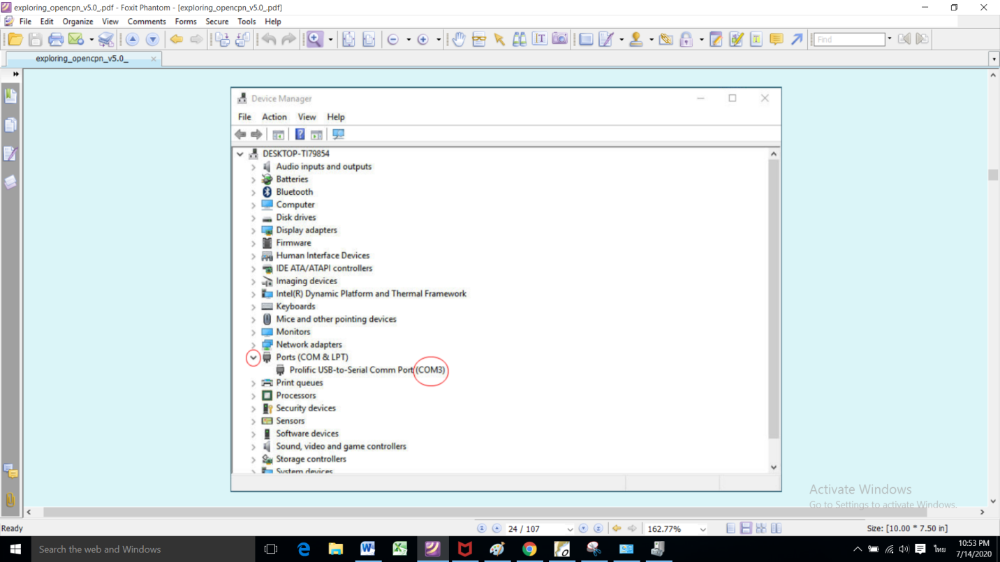 exploring_opencpn_v5.0_.pdf - Foxit Phantom - [exploring_opencpn_v5.0_.pdf]
File Edit Organize View Comments Forms Secure Tools Help
Find
exploring_opencpn_v5.0_
Device Manager
File Action View Help
DESKTOP-TI79854
Audio inputs and outputs
Batteries
Bluetooth
Computer
Disk drives
Display adapters
Firmware
Human Interface Devices
IDE ATA/ATAPI controllers
Imaging devices
Intel(R) Dynamic Platform and Thermal Framework
Keyboards
Mice and other pointing devices
Monitors
Network adapters
Ports (COM & LPT)
Prolific USB-to-Serial Comm Port (COM3)
Print queues
Processors
Security devices
Sensors
Software devices
Sound, video and game controllers
Storage controllers
System devices
Activate Windows
Go to Settings to activate Windows.
Ready
24 / 107
162.77%
Size: [10.00 * 7.50 in]
Search the web and Windows
ไทย
10:53 PM
7/14/2020